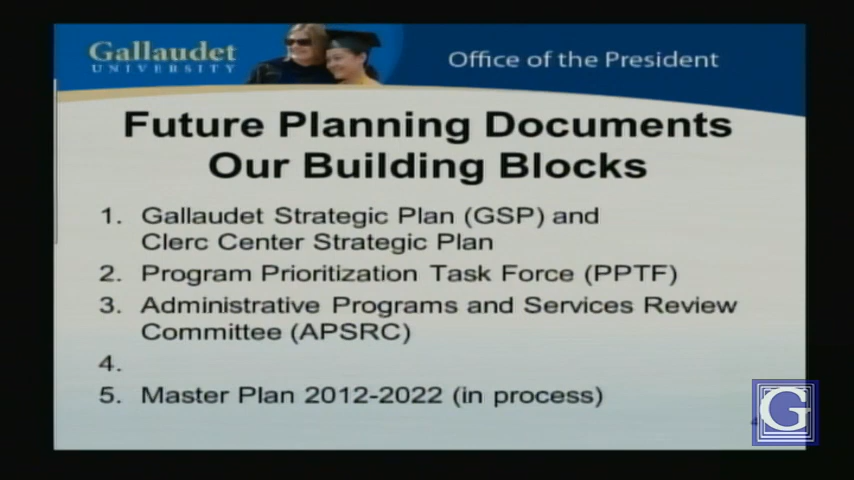 Gallaudet
UNIVERSITY
Office of the President
Future Planning Documents
Our Building Blocks
1. Gallaudet Strategic Plan (GSP) and
Clerc Center Strategic Plan
2. Program Prioritization Task Force (PPTF)
3. Administrative Programs and Services Review
Committee (APSRC)
4.
5. Master Plan 2012-2022 (in process)
4
G